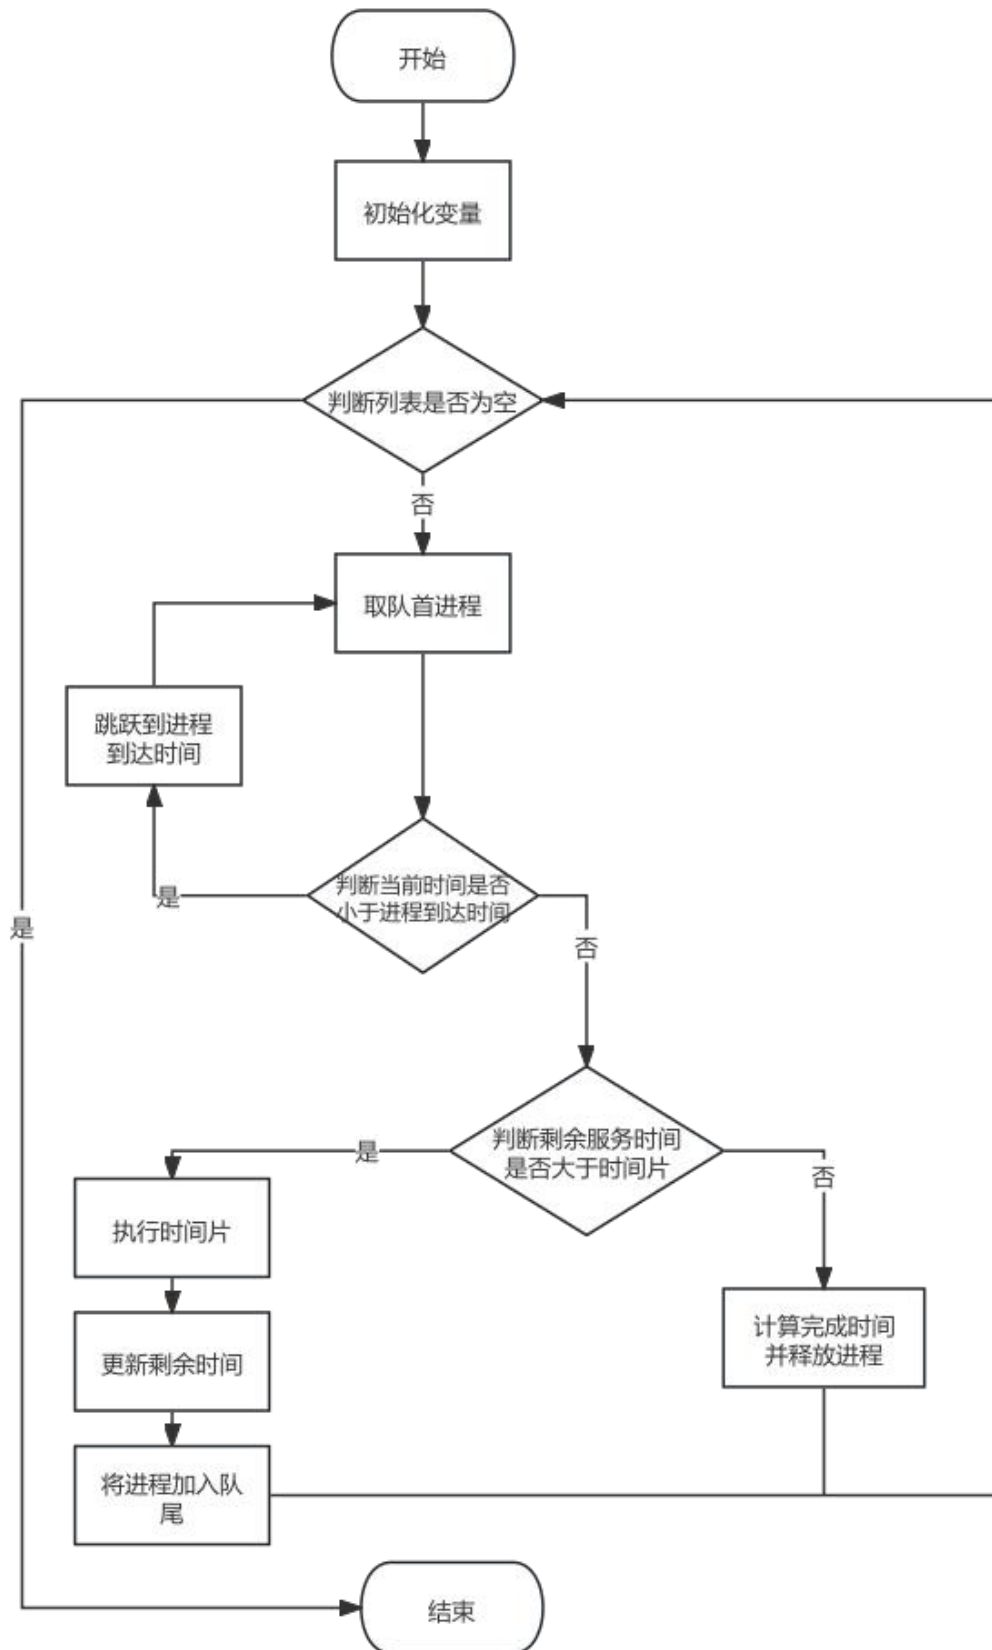 开始
初始化变量
判断列表是否为空
否
取队首进程
跳跃到进程
到达时间
判断当前时间是否
小于进程到达时间
是
否
是
判断剩余服务时间
是否大于时间片
是
否
执行时间片
更新剩余时间
计算完成时间
并释放进程
将进程加入队
尾
结束